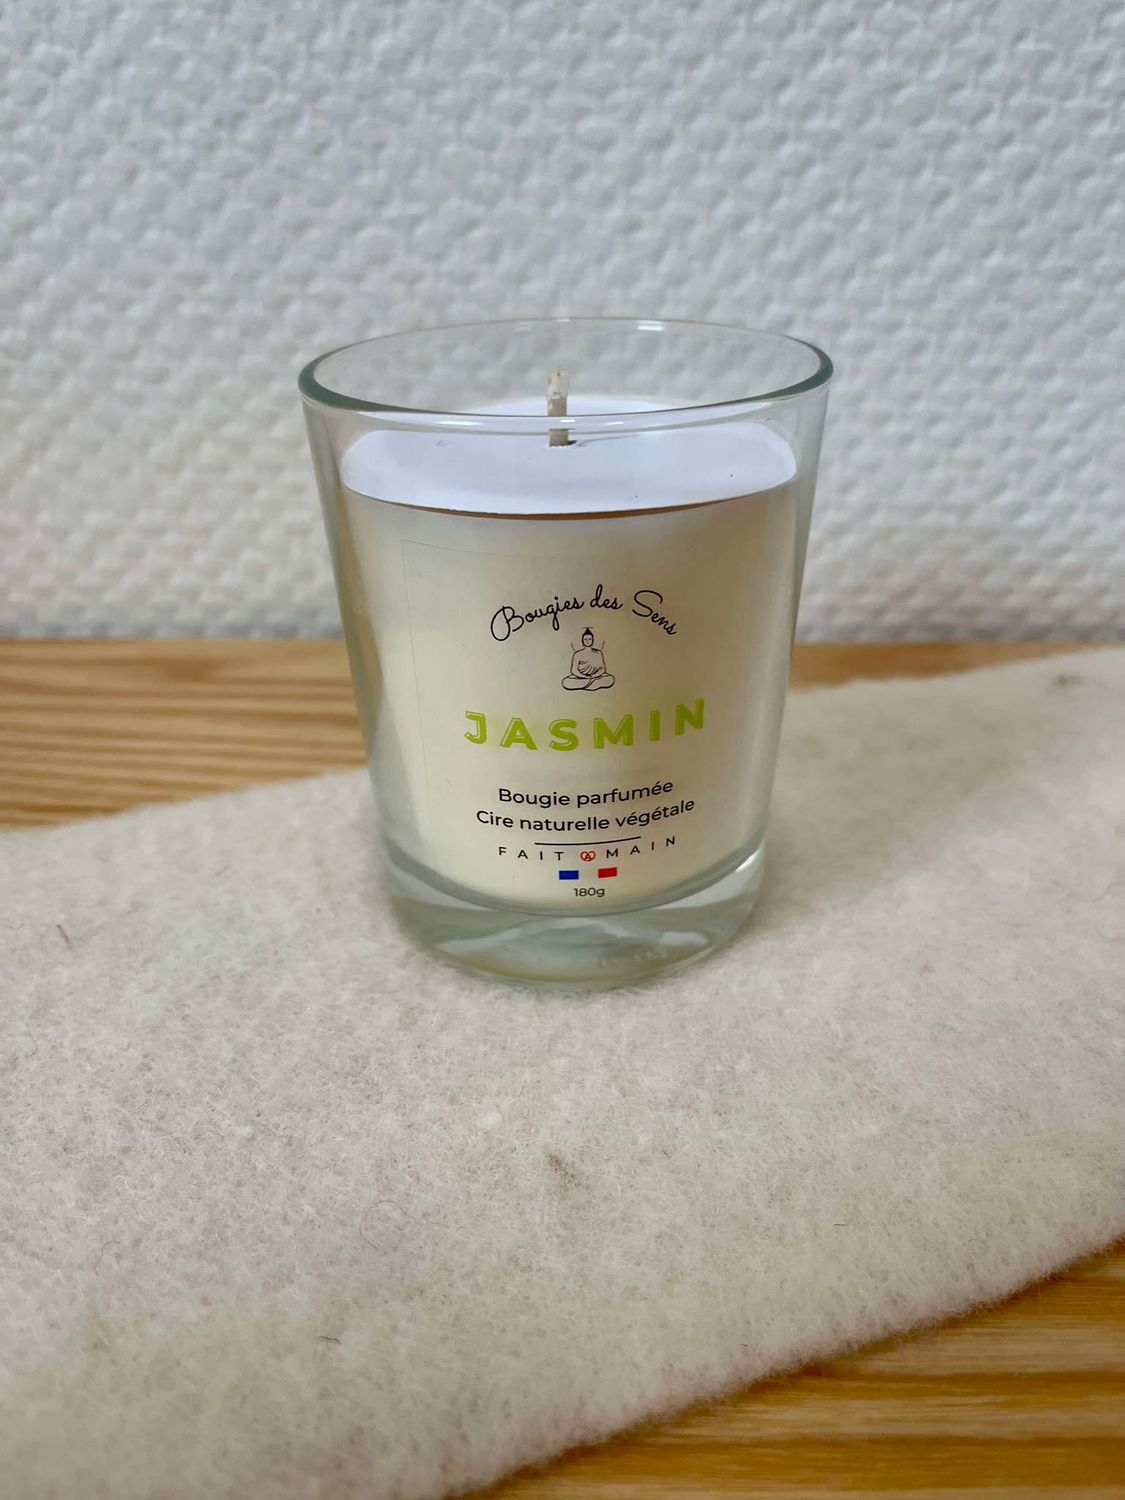 Bougies des Sens
JASMIN
Bougie parfumée
Cire naturelle végétale
FAIT MAIN
180g